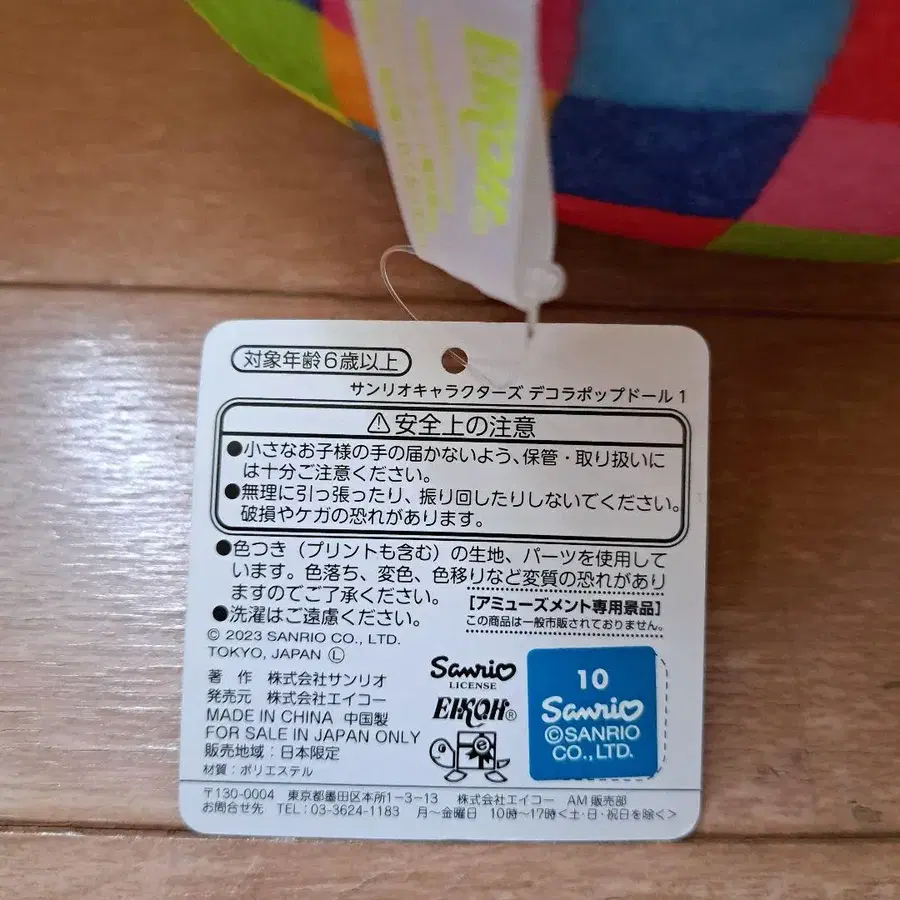 EIKOH®
対象年齢6歳以上
サンリオキャラクターズ デコラポップドール1
⚠安全上の注意
●小さなお子様の手の届かないよう、保管・取り扱いに
は十分ご注意ください。
●無理に引っ張ったり、振り回したりしないでください。
破損やケガの恐れがあります。
●色つき（プリントも含む）の生地、パーツを使用して
います。色落ち、変色、色移りなど変質の恐れがあり
ますのでご了承ください。
●洗濯はご遠慮ください。
【アミューズメント専用景品】
この商品は一般市販されておりません。
© 2023 SANRIO CO., LTD.
TOKYO, JAPAN Ⓛ
著 作 株式会社サンリオ
発売元 株式会社エイコー
MADE IN CHINA 中国製
FOR SALE IN JAPAN ONLY
販売地域：日本限定
材質：ポリエステル
Sanrio
LICENSE
EIKOH®
e
10
Sanrio
©SANRIO
CO., LTD.
〒130-0004 東京都墨田区本所1-3-13 株式会社エイコー AM販売部
お問合せ先 TEL：03-3624-1183 月〜金曜日 10時〜17時＜土・日・祝日を除く＞